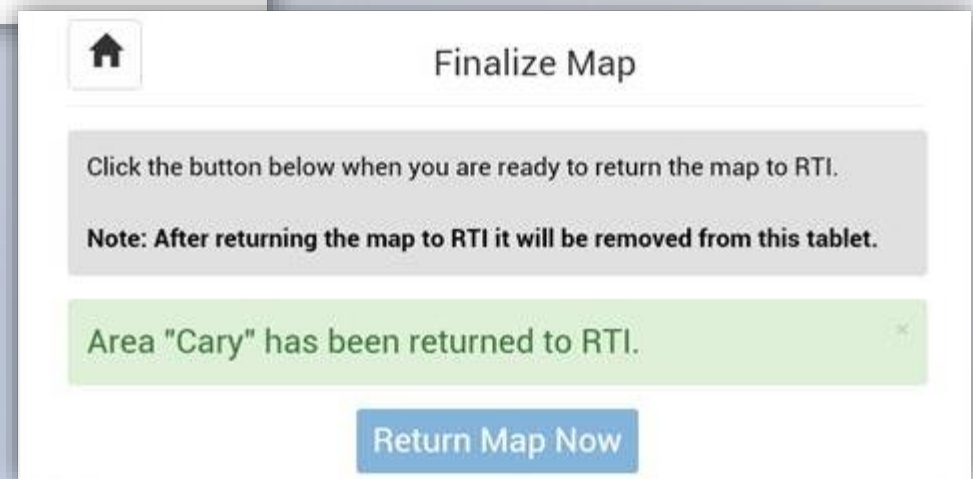 Finalize Map
Click the button below when you are ready to return the map to RTI.
Note: After returning the map to RTI it will be removed from this tablet.
Area "Cary" has been returned to RTI.
×
Return Map Now